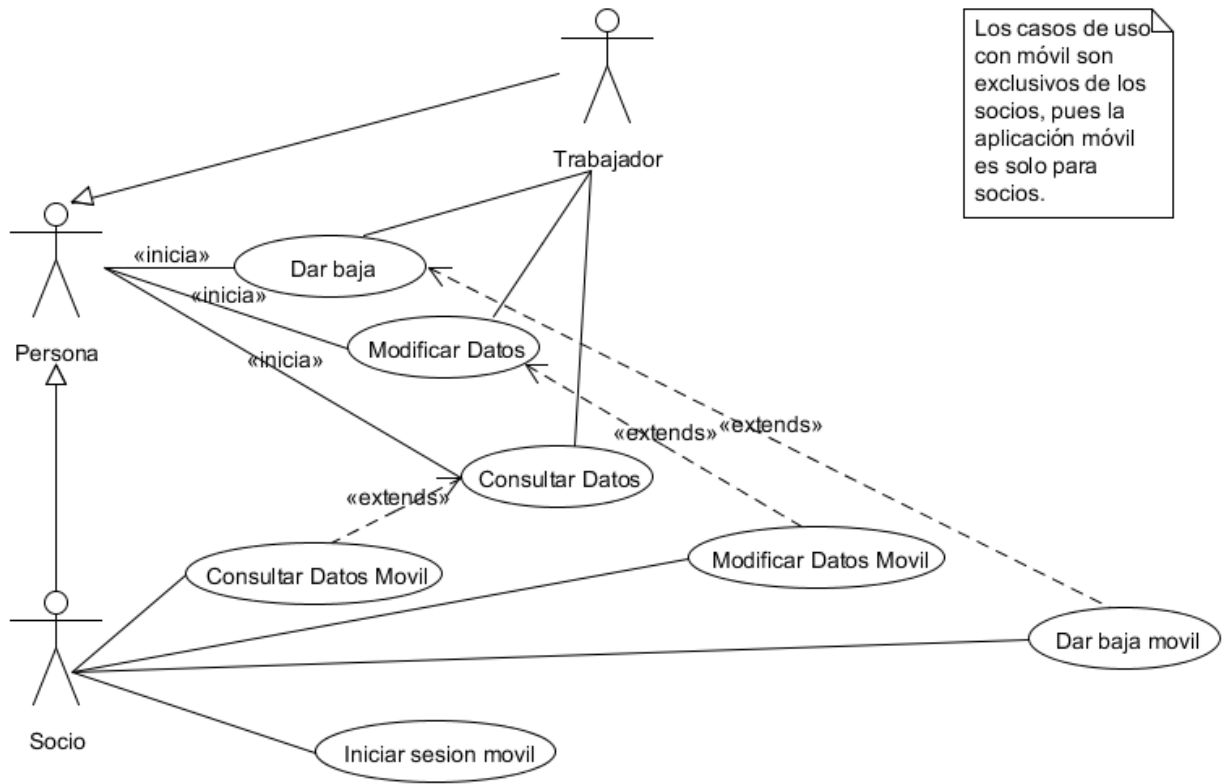 Los casos de uso
con móvil son
exclusivos de los
socios, pues la
aplicación móvil
es solo para
socios.
Trabajador
«inicia»
Dar baja
«inicia»
Persona
Modificar Datos
«inicia»
«extends»
«extends»
Consultar Datos
«extends»
Modificar Datos Movil
Consultar Datos Movil
Dar baja movil
Socio
Iniciar sesion movil